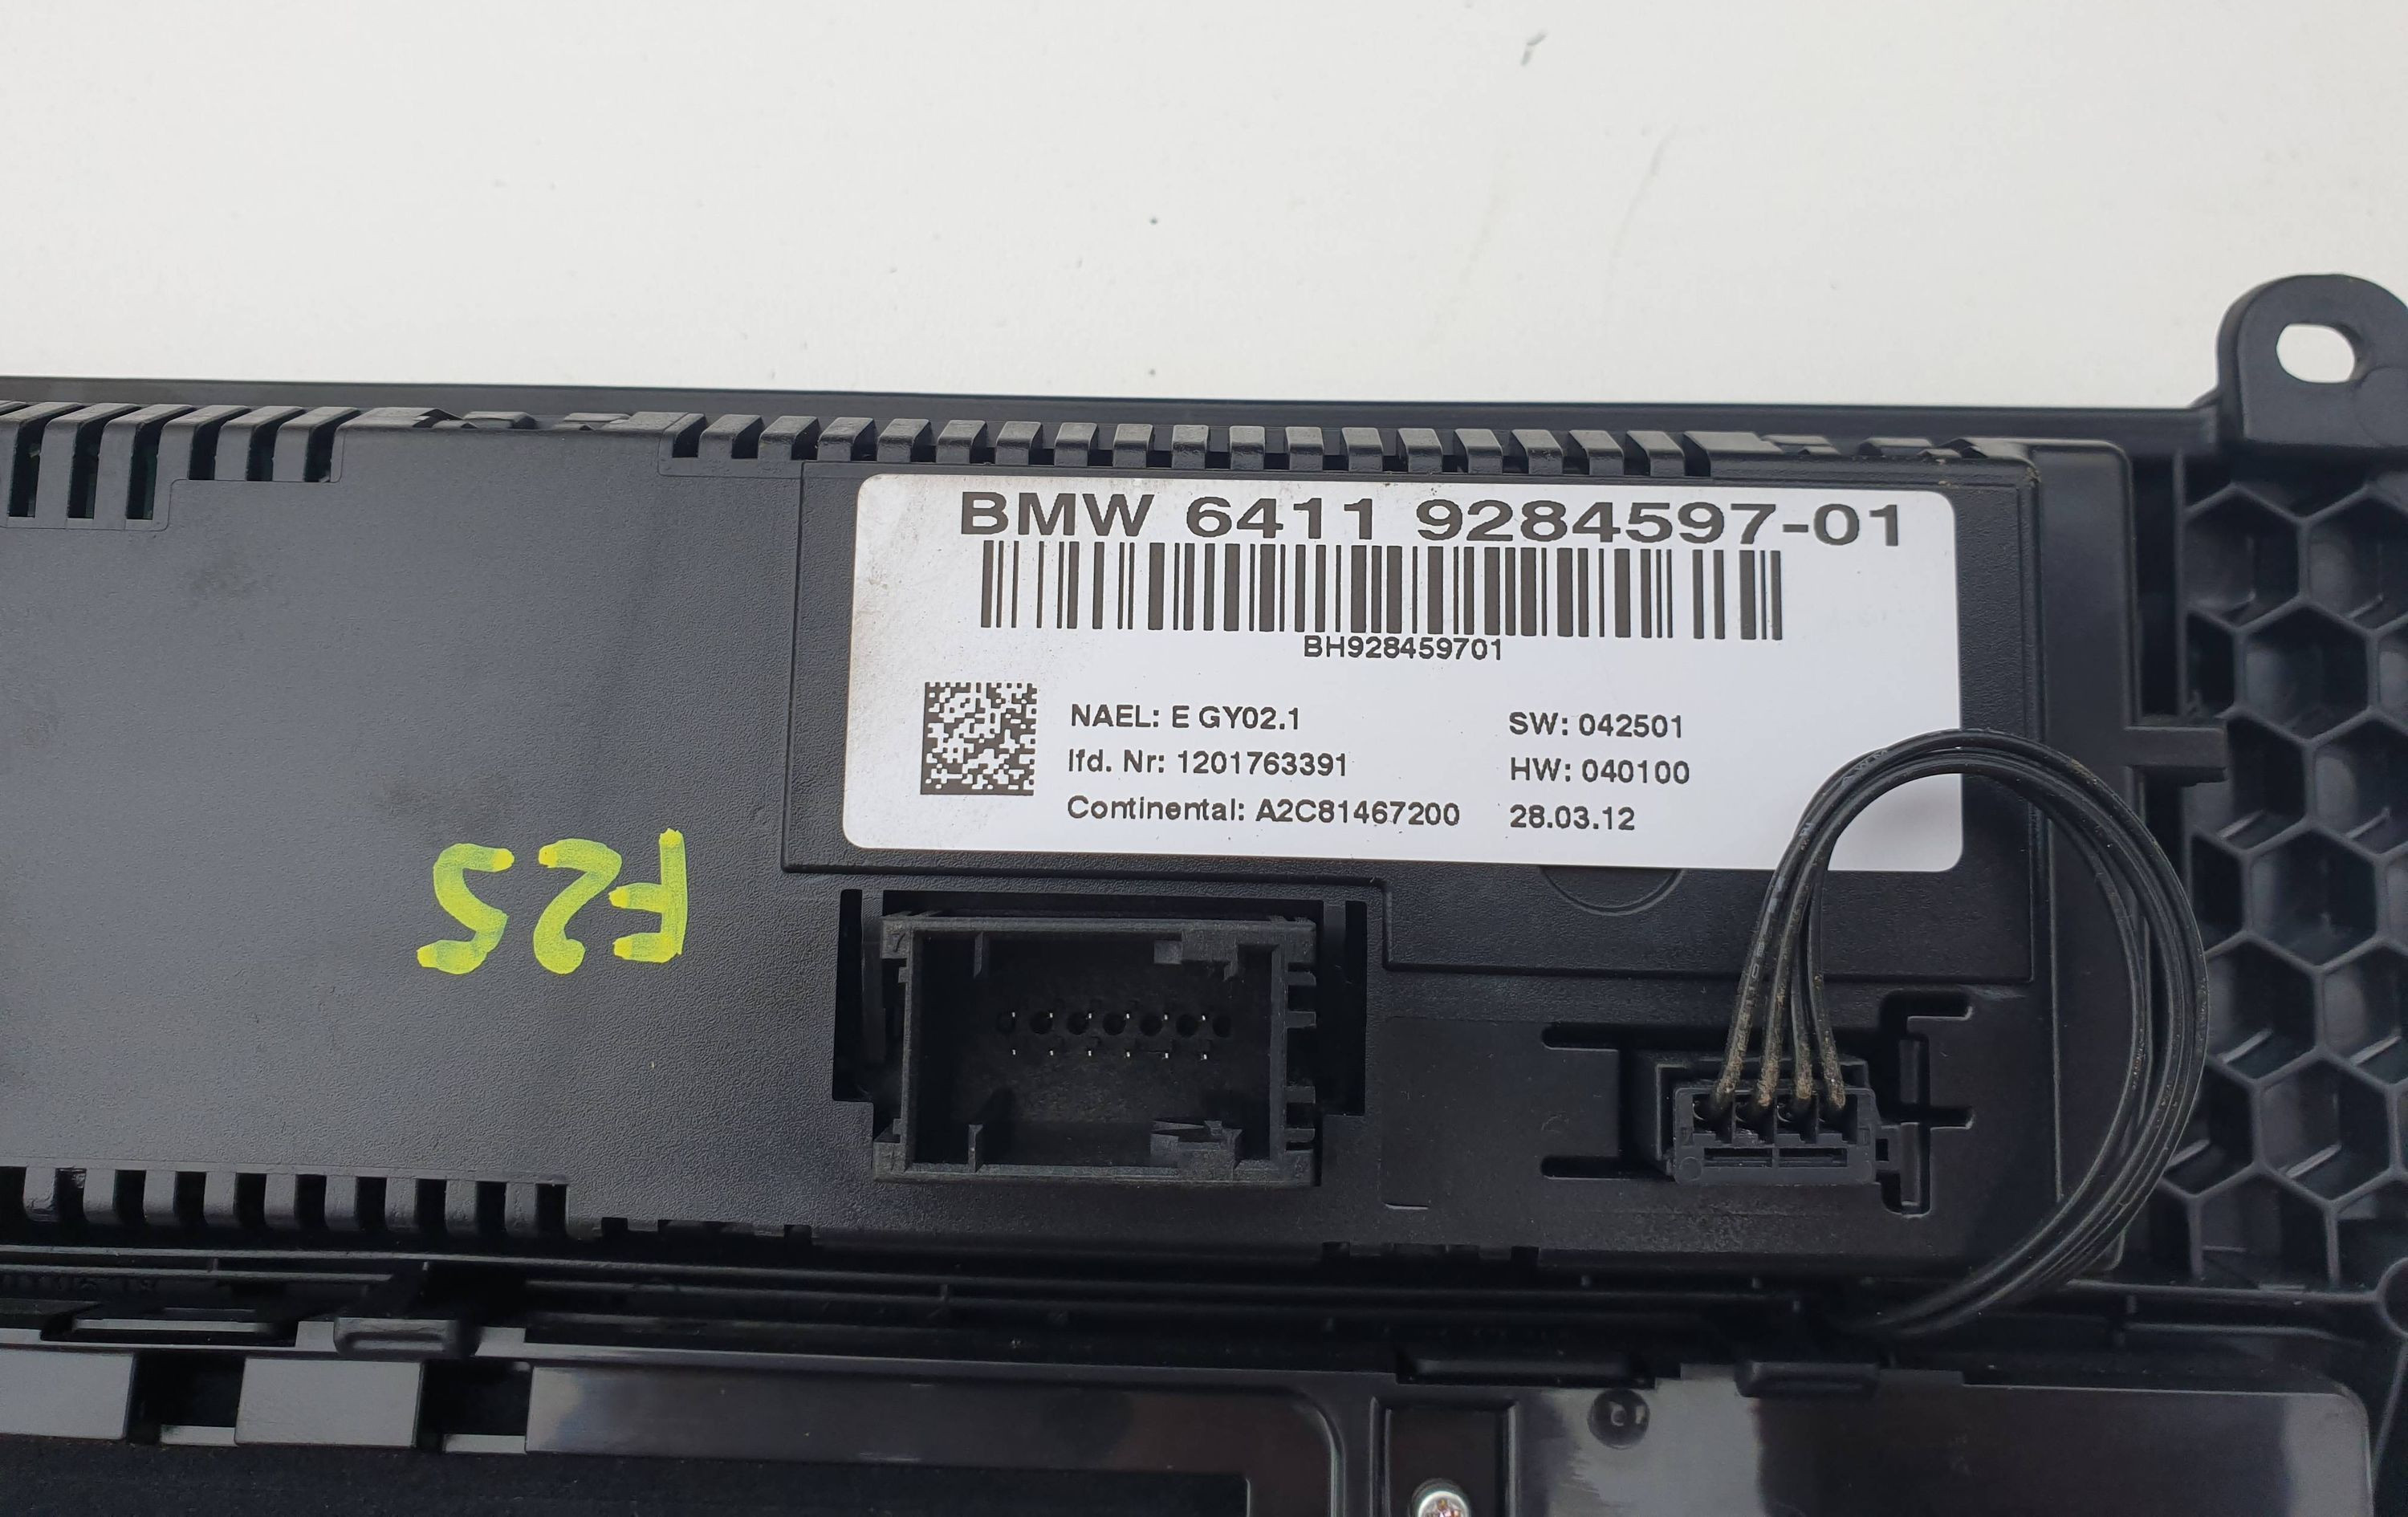 BMW 6411 9284597-01
BH928459701
NAEL: E GY02.1
lfd. Nr: 1201763391
Continental: A2C81467200
SW: 042501
HW: 040100
28.03.12
F25
7